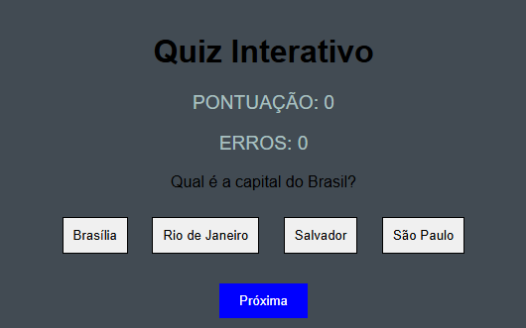 Quiz Interativo
PONTUAÇÃO: 0
ERROS: 0
Qual é a capital do Brasil?
Brasília Rio de Janeiro Salvador São Paulo
Próxima